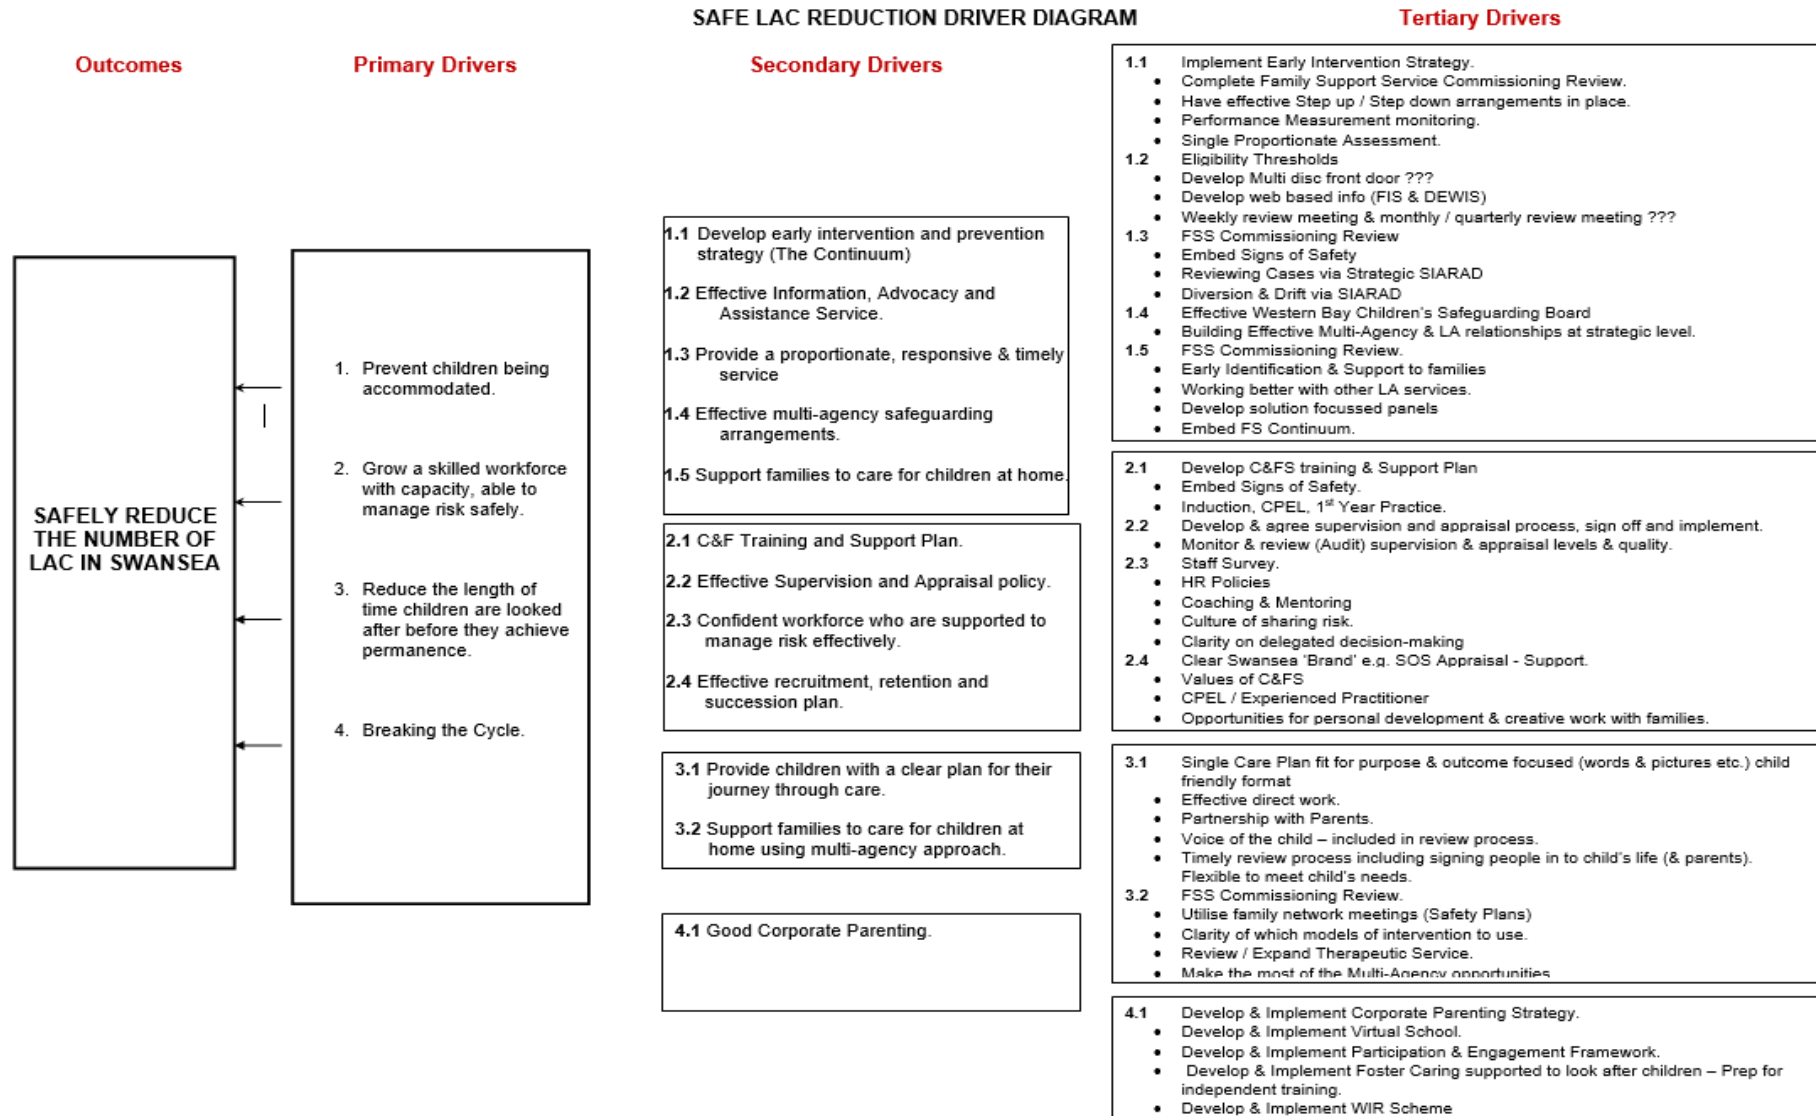 SAFE LAC REDUCTION DRIVER DIAGRAM
Outcomes
Primary Drivers
Secondary Drivers
Tertiary Drivers
SAFELY REDUCE
THE NUMBER OF
LAC IN SWANSEA
1. Prevent children being
accommodated.
2. Grow a skilled workforce
with capacity, able to
manage risk safely.
3. Reduce the length of
time children are looked
after before they achieve
permanence.
4. Breaking the Cycle.
1.1 Develop early intervention and prevention
strategy (The Continuum)
1.2 Effective Information, Advocacy and
Assistance Service.
1.3 Provide a proportionate, responsive & timely
service
1.4 Effective multi-agency safeguarding
arrangements.
1.5 Support families to care for children at home.
2.1 C&F Training and Support Plan.
2.2 Effective Supervision and Appraisal policy.
2.3 Confident workforce who are supported to
manage risk effectively.
2.4 Effective recruitment, retention and
succession plan.
3.1 Provide children with a clear plan for their
journey through care.
3.2 Support families to care for children at
home using multi-agency approach.
4.1 Good Corporate Parenting.
1.1 Implement Early Intervention Strategy.
• Complete Family Support Service Commissioning Review.
• Have effective Step up / Step down arrangements in place.
• Performance Measurement monitoring.
• Single Proportionate Assessment.
1.2 Eligibility Thresholds
• Develop Multi disc front door ???
• Develop web based info (FIS & DEWIS)
• Weekly review meeting & monthly / quarterly review meeting ???
1.3 FSS Commissioning Review
• Embed Signs of Safety
• Reviewing Cases via Strategic SIARAD
• Diversion & Drift via SIARAD
1.4 Effective Western Bay Children's Safeguarding Board
• Building Effective Multi-Agency & LA relationships at strategic level.
1.5 FSS Commissioning Review.
• Early Identification & Support to families
• Working better with other LA services.
• Develop solution focussed panels
• Embed FS Continuum.
2.1 Develop C&FS training & Support Plan
• Embed Signs of Safety.
• Induction, CPEL, 1st Year Practice.
2.2 Develop & agree supervision and appraisal process, sign off and implement.
• Monitor & review (Audit) supervision & appraisal levels & quality.
2.3 Staff Survey.
• HR Policies
• Coaching & Mentoring
• Culture of sharing risk.
• Clarity on delegated decision-making
2.4 Clear Swansea 'Brand' e.g. SOS Appraisal - Support.
• Values of C&FS
• CPEL / Experienced Practitioner
• Opportunities for personal development & creative work with families.
3.1 Single Care Plan fit for purpose & outcome focused (words & pictures etc.) child
friendly format
• Effective direct work.
• Partnership with Parents.
• Voice of the child – included in review process.
• Timely review process including signing people in to child's life (& parents).
Flexible to meet child's needs.
3.2 FSS Commissioning Review.
• Utilise family network meetings (Safety Plans)
• Clarity of which models of intervention to use.
• Review / Expand Therapeutic Service.
• Make the most of the Multi-Agency opportunities
4.1 Develop & Implement Corporate Parenting Strategy.
• Develop & Implement Virtual School.
• Develop & Implement Participation & Engagement Framework.
• Develop & Implement Foster Caring supported to look after children – Prep for
independent training.
• Develop & Implement WIR Scheme